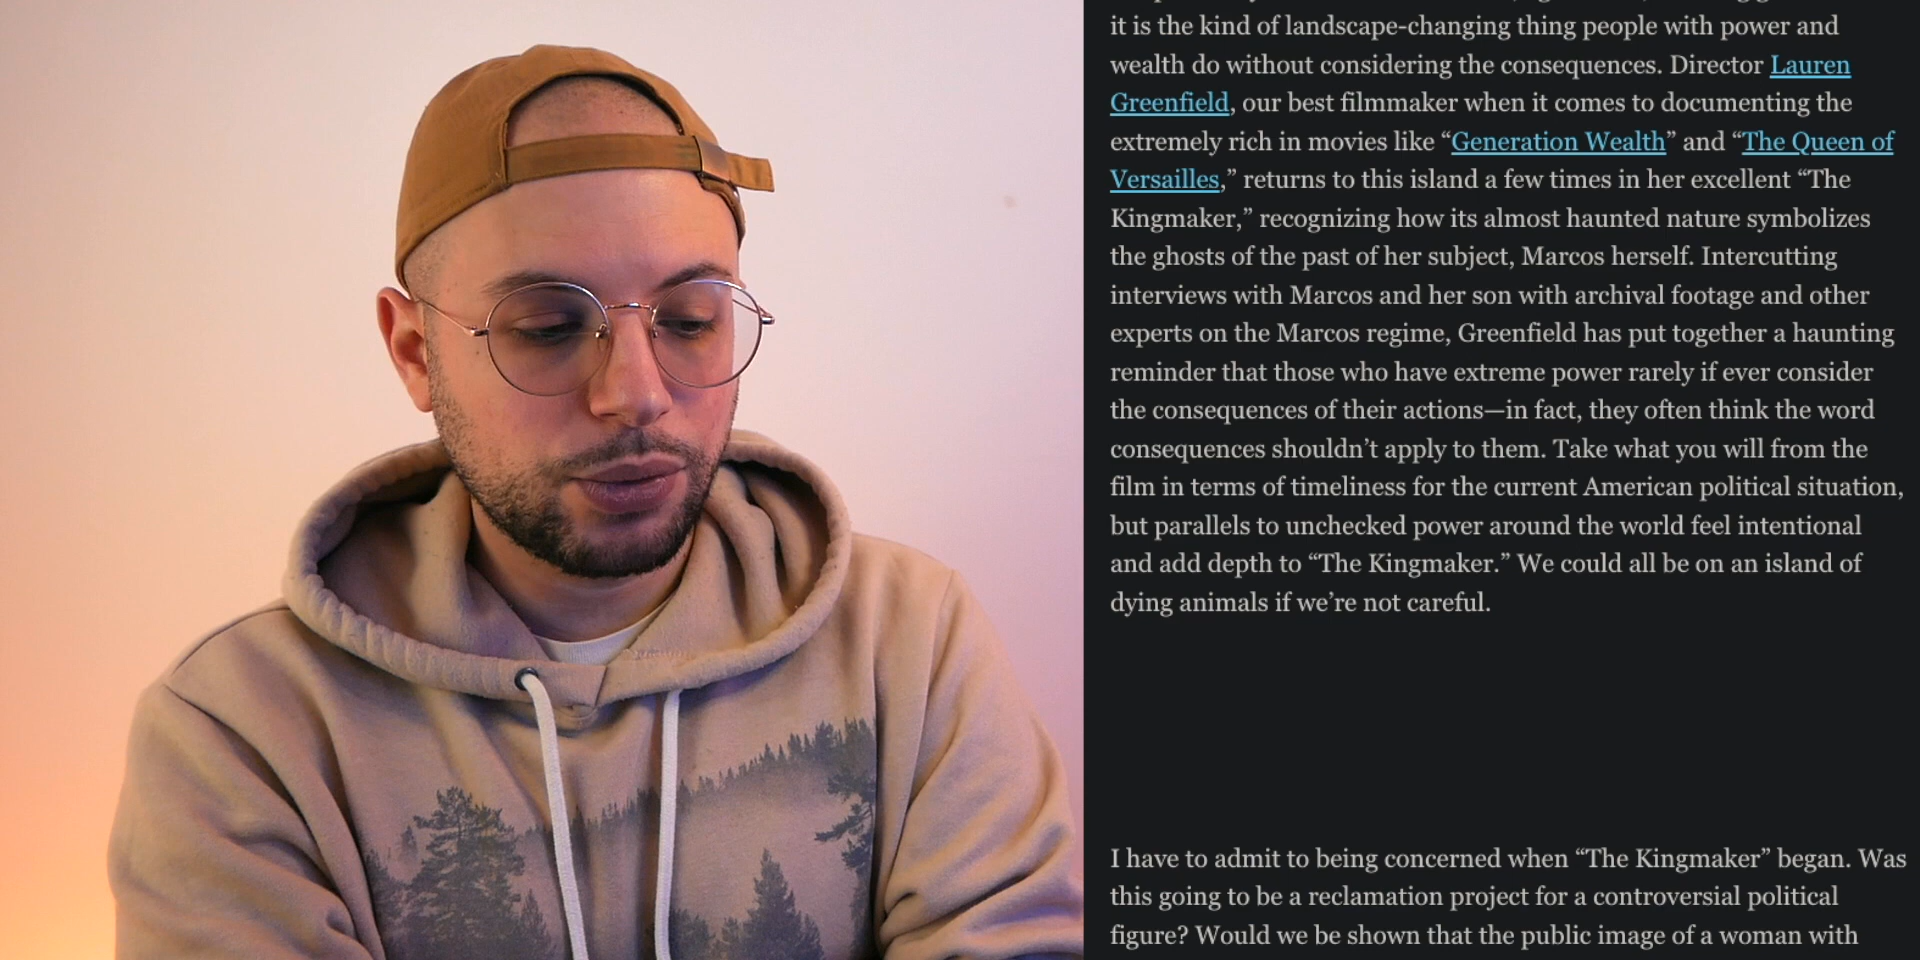 it is the kind of landscape-changing thing people with power and
wealth do without considering the consequences. Director Lauren
Greenfield, our best filmmaker when it comes to documenting the
extremely rich in movies like “Generation Wealth” and “The Queen of
Versailles,” returns to this island a few times in her excellent “The
Kingmaker,” recognizing how its almost haunted nature symbolizes
the ghosts of the past of her subject, Marcos herself. Intercutting
interviews with Marcos and her son with archival footage and other
experts on the Marcos regime, Greenfield has put together a haunting
reminder that those who have extreme power rarely if ever consider
the consequences of their actions—in fact, they often think the word
consequences shouldn’t apply to them. Take what you will from the
film in terms of timeliness for the current American political situation,
but parallels to unchecked power around the world feel intentional
and add depth to “The Kingmaker.” We could all be on an island of
dying animals if we’re not careful.
I have to admit to being concerned when “The Kingmaker” began. Was
this going to be a reclamation project for a controversial political
figure? Would we be shown that the public image of a woman with